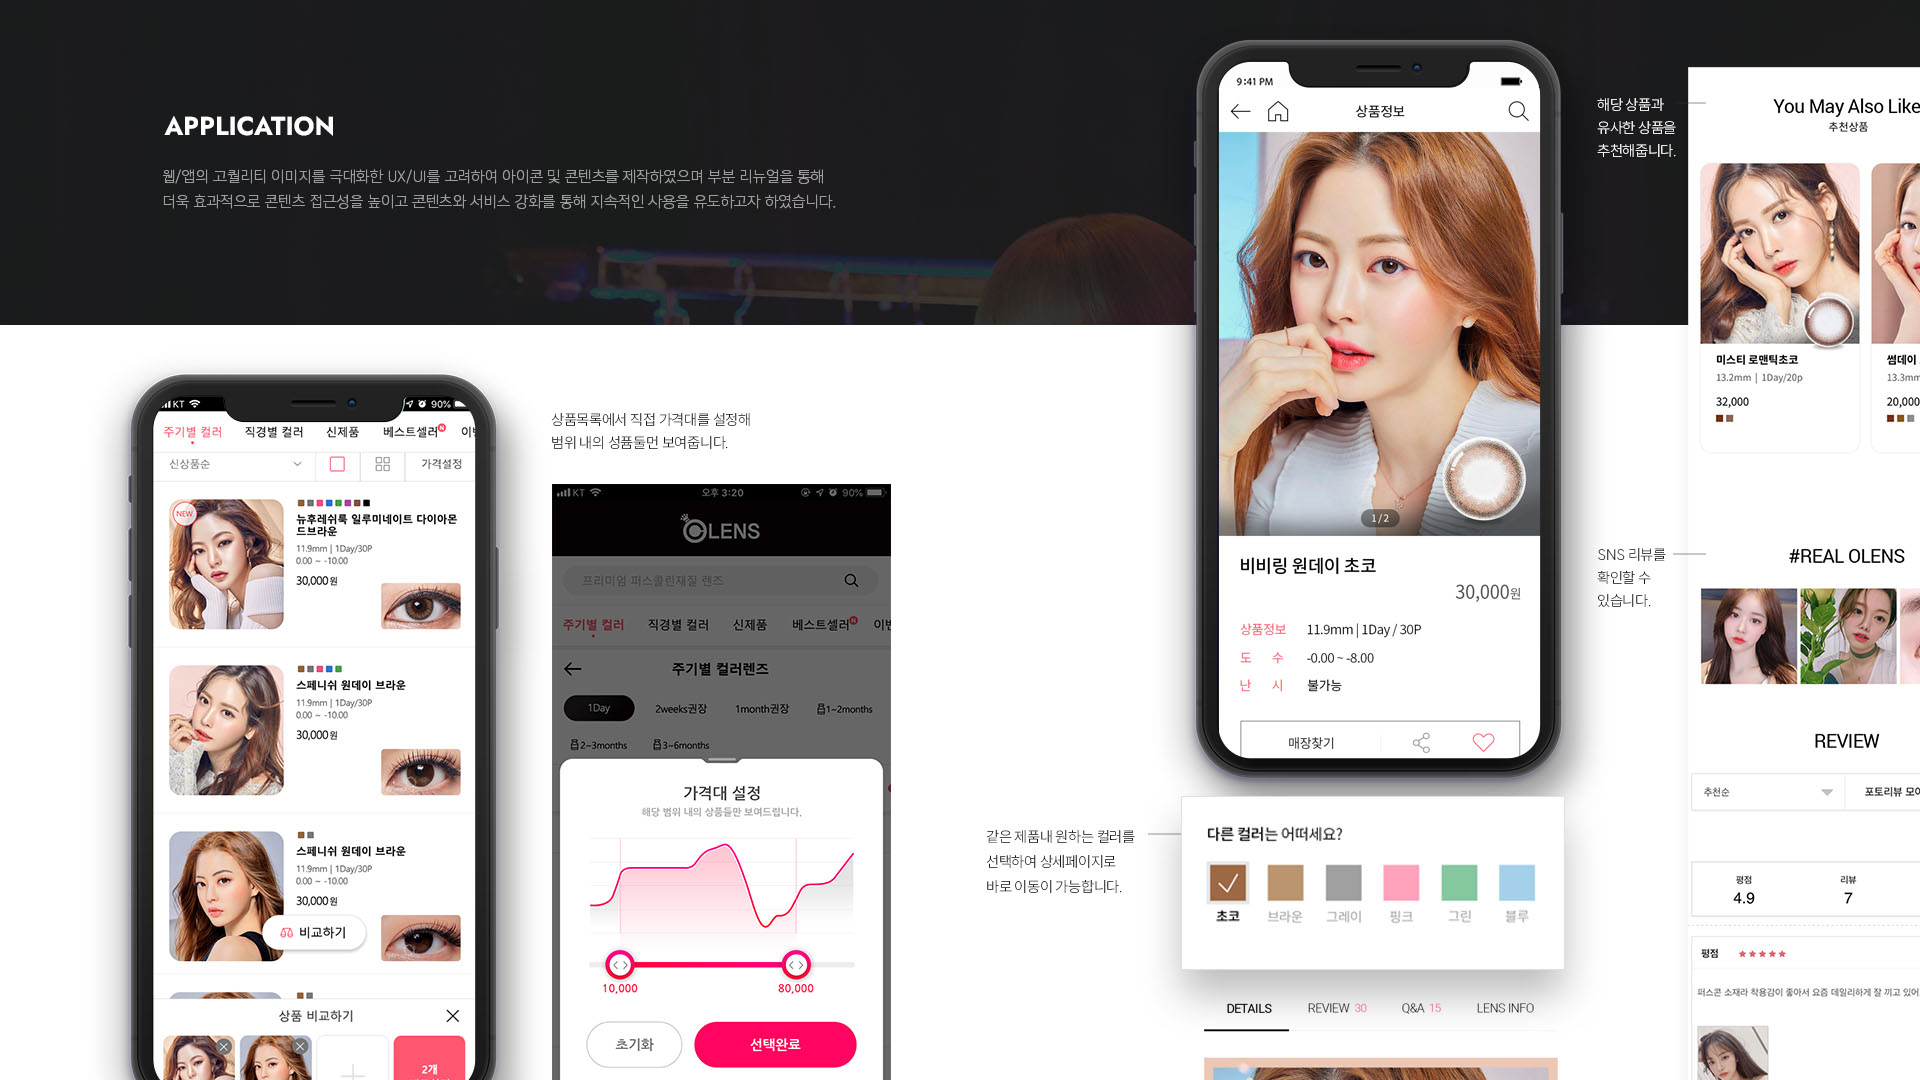 APPLICATION
웹/앱의 고퀄리티 이미지를 극대화한 UX/UI를 고려하여 아이콘 및 콘텐츠를 제작하였으며 부분 리뉴얼을 통해
더욱 효과적으로 콘텐츠 접근성을 높이고 콘텐츠와 서비스 강화를 통해 지속적인 사용을 유도하고자 하였습니다.
KT 90%
주기별 컬러 직경별 컬러 신제품 베스트셀러 N 이벤
신상품순 가격설정
NEW
뉴후레쉬룩 일루미네이트 다이아몬
드브라운
11.9mm | 1Day/30P
0.00 ~ -10.00
30,000원
스페니쉬 원데이 브라운
11.9mm | 1Day/30P
0.00 ~ -10.00
30,000원
스페니쉬 원데이 브라운
11.9mm | 1Day/30P
0.00 ~ -10.00
30,000원
비교하기
상품 비교하기
2개
상품목록에서 직접 가격대를 설정해
범위 내의 성픔둘먼 보여줍니다.
KT 오후 3:20 90%
OLENS
프리미엄 퍼스콜린재질 렌즈
주기별 컬러 직경별 컬러 신제품 베스트셀러 N 이벤
주기별 컬러렌즈
1Day 2weeks권장 1month권장 1~2months
2~3months 3~6months
가격대 설정
해당 범위 내의 상품들만 보여드립니다.
10,000 80,000
초기화 선택완료
9:41 PM
상품정보
1/2
비비링 원데이 초코
30,000원
상품정보 11.9mm | 1Day / 30P
도 수 -0.00 ~ -8.00
난 시 불가능
매장찾기
같은 제품내 원하는 컬러를
선택하여 상세페이지로
바로 이동이 가능합니다.
다른 컬러는 어떠세요?
초코 브라운 그레이 핑크 그린 블루
DETAILS REVIEW 30 Q&A 15 LENS INFO
해당 상품과
유사한 상품을
추천해줍니다.
You May Also Like
추천상품
미스티 로맨틱초코
13.2mm | 1Day/20p
32,000
썸데이
13.3mm
20,000
SNS 리뷰를
확인할 수
있습니다.
#REAL OLENS
REVIEW
추천순 포토리뷰 모아
평점 리뷰
4.9 7
평점 ★★★★★
퍼스콘 소재라 착용감이 좋아서 요즘 데일리하게 잘 끼고 있어